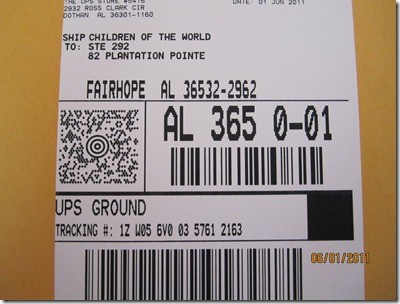 THE UPS STORE #5416
2932 ROSS CLARK CIR
DOTHAN AL 36301-1160
DATE: 01 JUN 2011
SHIP CHILDREN OF THE WORLD
TO: STE 292
82 PLANTATION POINTE
FAIRHOPE AL 36532-2962
AL 365 0-01
UPS GROUND
TRACKING #: 1Z W05 6V0 03 5761 2163
06/01/2011